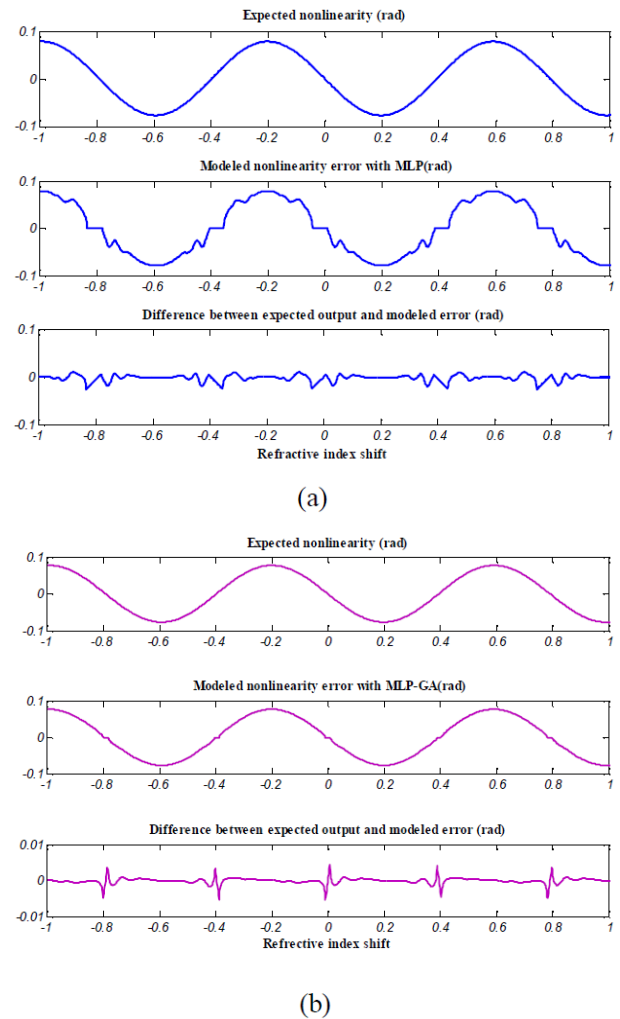 Expected nonlinearity (rad)
0.1
0
-0.1
-1 -0.8 -0.6 -0.4 -0.2 0 0.2 0.4 0.6 0.8 1
Modeled nonlinearity error with MLP(rad)
0.1
0
-0.1
-1 -0.8 -0.6 -0.4 -0.2 0 0.2 0.4 0.6 0.8 1
Difference between expected output and modeled error (rad)
0.1
0
-0.1
-1 -0.8 -0.6 -0.4 -0.2 0 0.2 0.4 0.6 0.8 1
Refractive index shift
(a)
Expected nonlinearity (rad)
0.1
0
-0.1
-1 -0.8 -0.6 -0.4 -0.2 0 0.2 0.4 0.6 0.8 1
Modeled nonlinearity error with MLP-GA(rad)
0.1
0
-0.1
-1 -0.8 -0.6 -0.4 -0.2 0 0.2 0.4 0.6 0.8 1
Difference between expected output and modeled error (rad)
0.01
0
-0.01
-1 -0.8 -0.6 -0.4 -0.2 0 0.2 0.4 0.6 0.8 1
Refrective index shift
(b)